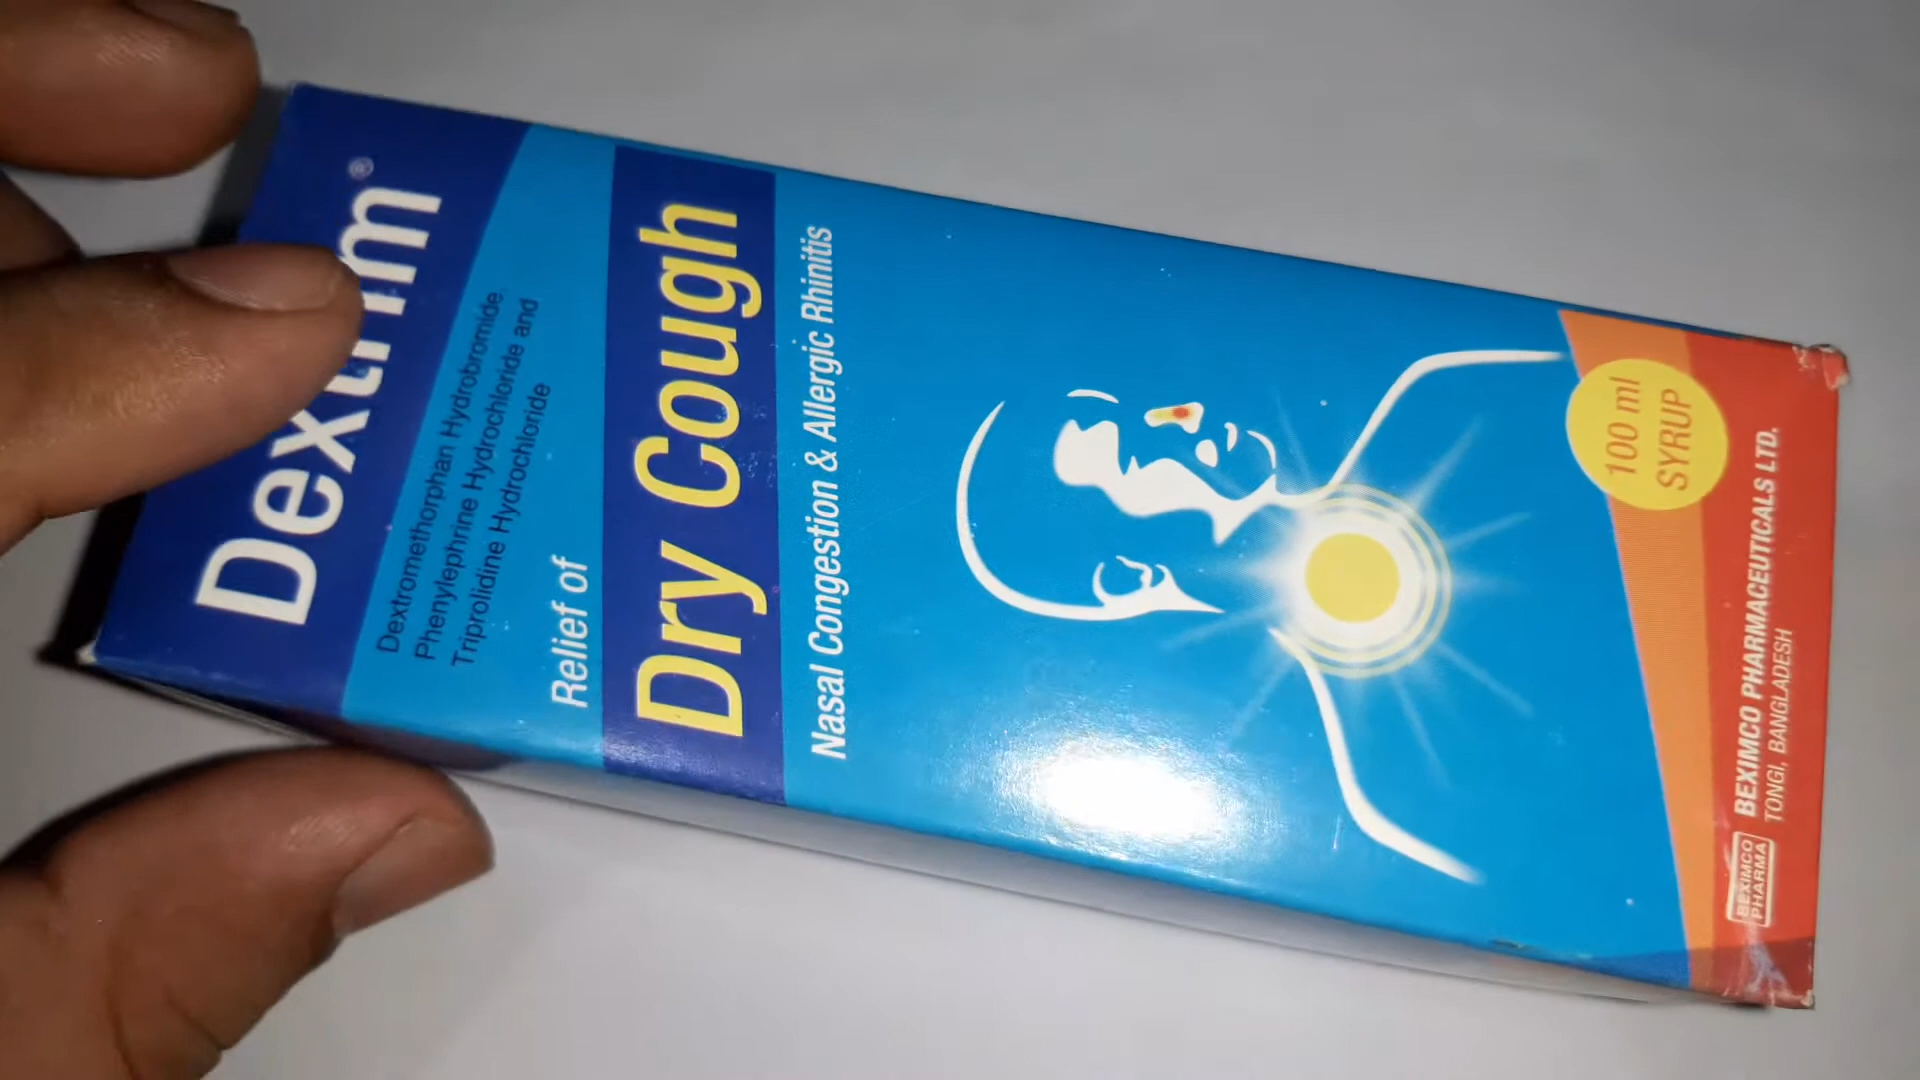 Dextrim®
Dextromethorphan Hydrobromide,
Phenylephrine Hydrochloride and
Triprolidine Hydrochloride
Relief of
Dry Cough
Nasal Congestion & Allergic Rhinitis
100 ml
SYRUP
BEXIMCO
PHARMA
BEXIMCO PHARMACEUTICALS LTD.
TONGI, BANGLADESH